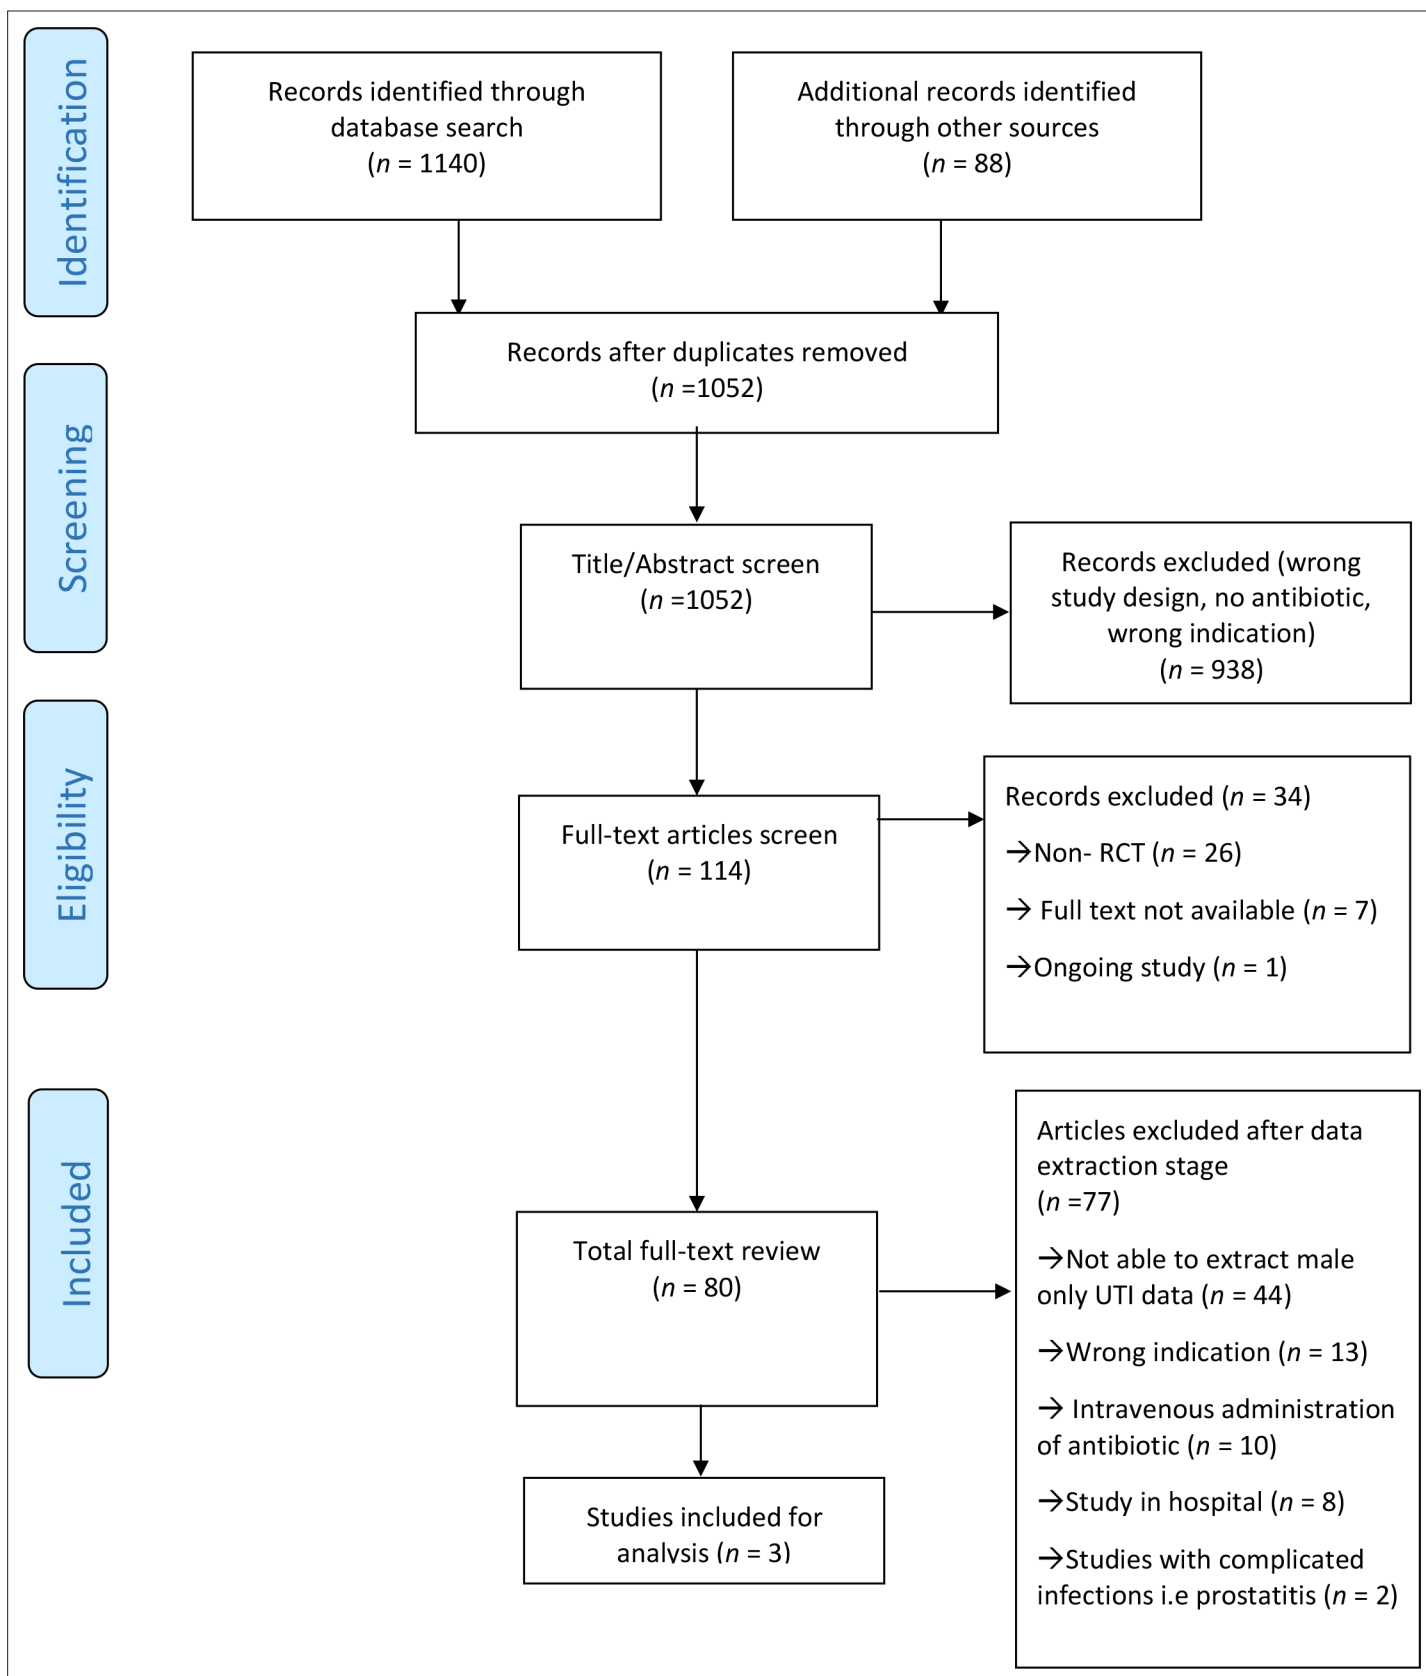 Identification
Records identified through
database search
(n = 1140)
Additional records identified
through other sources
(n = 88)
Records after duplicates removed
(n =1052)
Screening
Title/Abstract screen
(n =1052)
Records excluded (wrong
study design, no antibiotic,
wrong indication)
(n = 938)
Eligibility
Full-text articles screen
(n = 114)
Records excluded (n = 34)
→Non- RCT (n = 26)
→ Full text not available (n = 7)
→Ongoing study (n = 1)
Included
Total full-text review
(n = 80)
Articles excluded after data
extraction stage
(n =77)
→Not able to extract male
only UTI data (n = 44)
→Wrong indication (n = 13)
→ Intravenous administration
of antibiotic (n = 10)
→Study in hospital (n = 8)
→Studies with complicated
infections i.e prostatitis (n = 2)
Studies included for
analysis (n = 3)